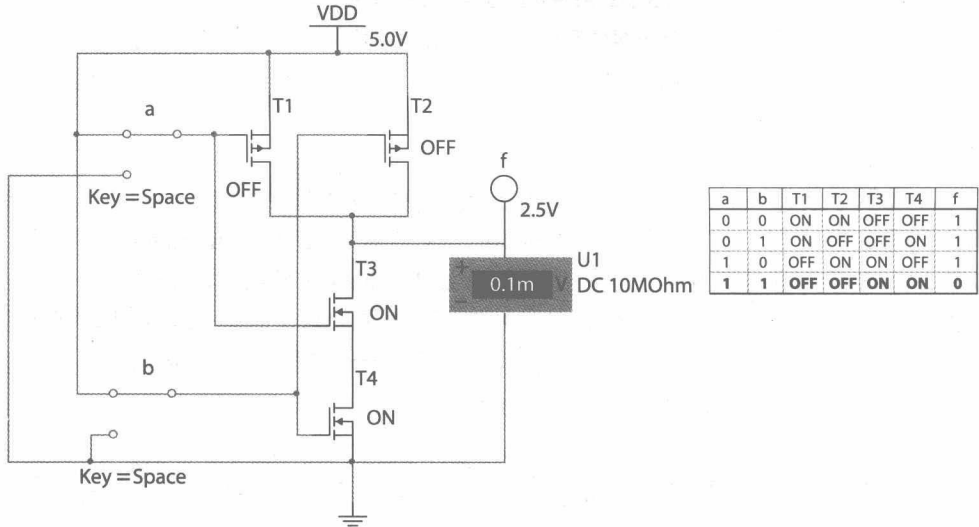 VDD
5.0V
a
T1
T2
OFF
OFF
Key = Space
f
2.5V
T3
ON
U1
+
0.1m V
−
DC 10MOhm
b
T4
ON
Key = Space
a b T1 T2 T3 T4 f
0 0 ON ON OFF OFF 1
0 1 ON OFF OFF ON 1
1 0 OFF ON ON OFF 1
1 1 OFF OFF ON ON 0